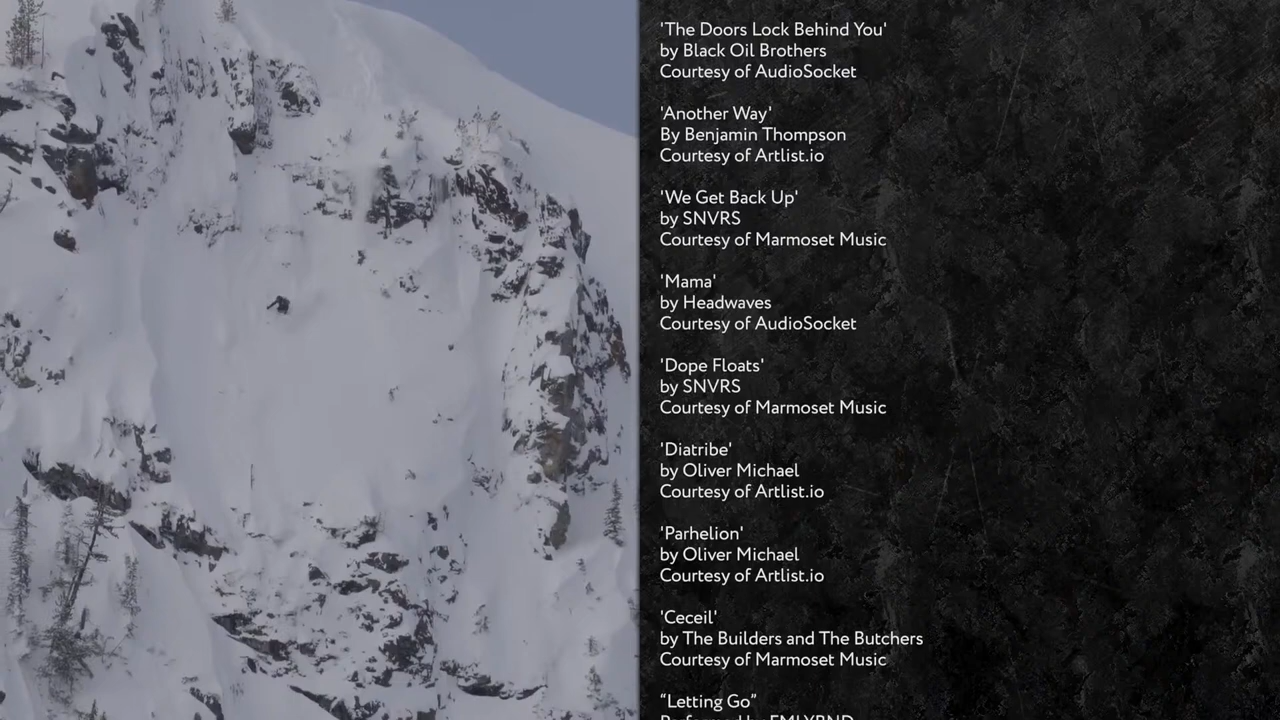 'The Doors Lock Behind You'
by Black Oil Brothers
Courtesy of AudioSocket
'Another Way'
By Benjamin Thompson
Courtesy of Artlist.io
'We Get Back Up'
by SNVRS
Courtesy of Marmoset Music
'Mama'
by Headwaves
Courtesy of AudioSocket
'Dope Floats'
by SNVRS
Courtesy of Marmoset Music
'Diatribe'
by Oliver Michael
Courtesy of Artlist.io
'Parhelion'
by Oliver Michael
Courtesy of Artlist.io
'Ceceil'
by The Builders and The Butchers
Courtesy of Marmoset Music
“Letting Go”
Performed by EMLYBND